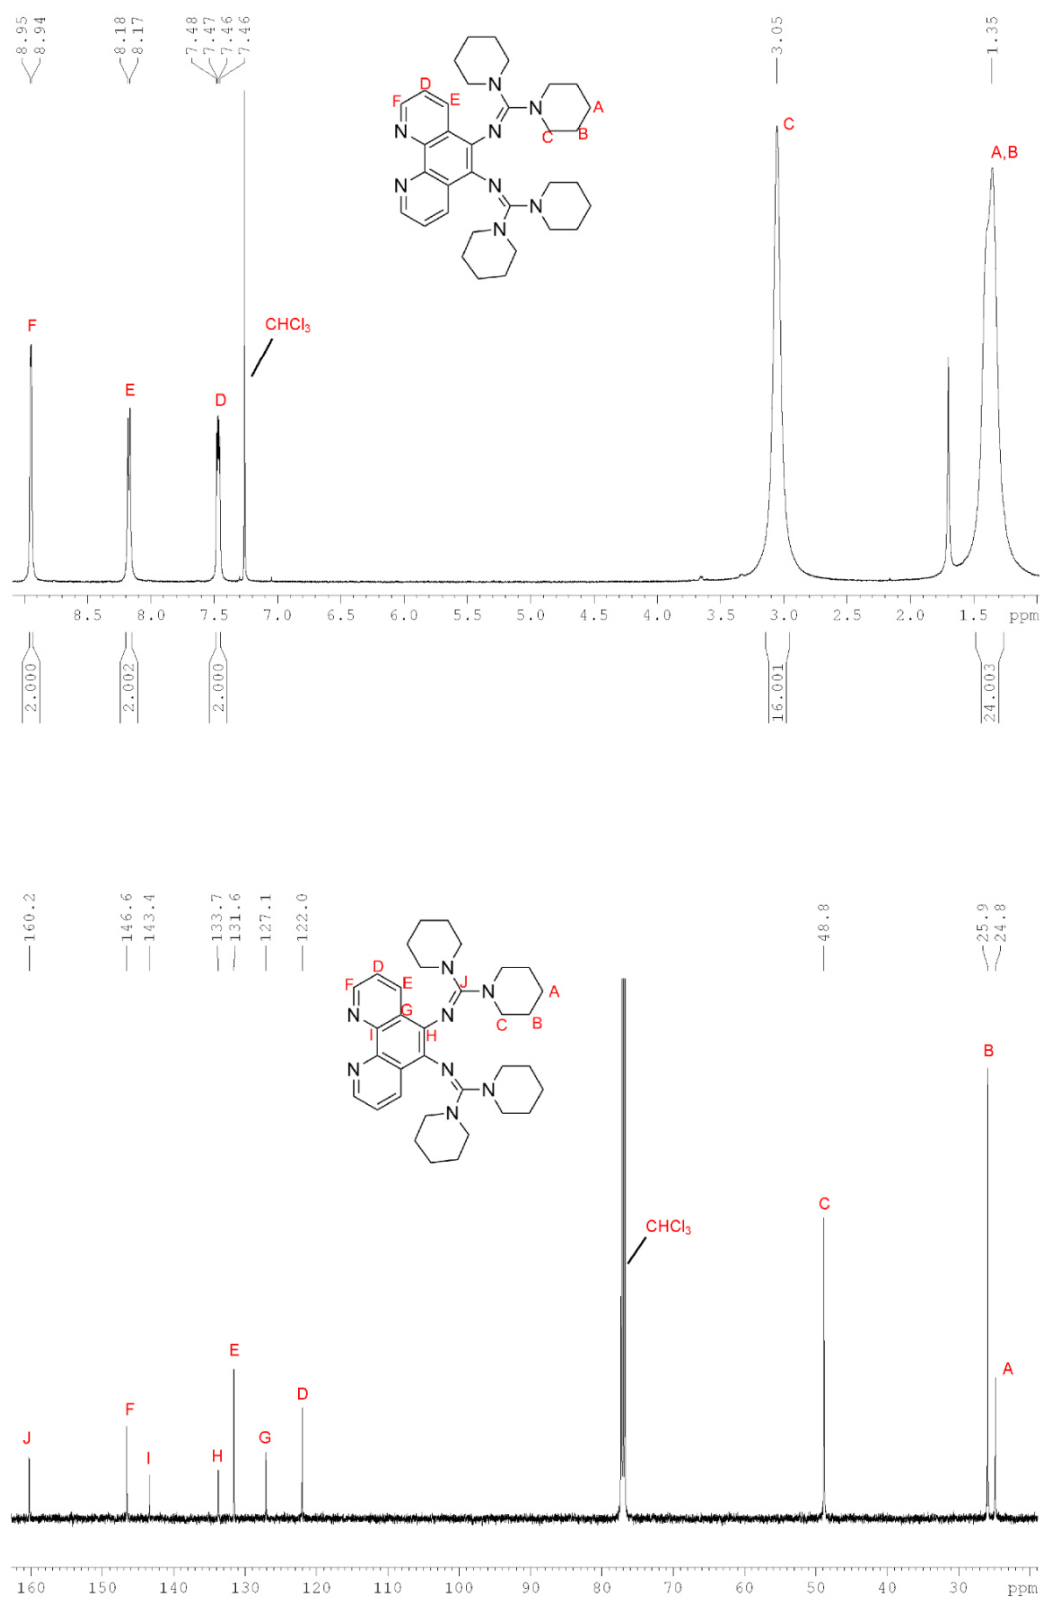 8.95
8.94
8.18
8.17
7.48
7.47
7.46
7.46
3.05
1.35
N
N
D
F
E
A
N
N
C
B
N
N
N
N
C
A,B
F
CHCl3
E
D
8.5 8.0 7.5 7.0 6.5 6.0 5.5 5.0 4.5 4.0 3.5 3.0 2.5 2.0 1.5 ppm
2.000
2.002
2.000
16.001
24.003
160.2
146.6
143.4
133.7
131.6
127.1
122.0
48.8
25.9
24.8
D
N
J
F
E
N
A
G
N
N
C
B
I
H
N
N
N
N
B
C
CHCl3
E
A
D
F
J
G
I
H
160 150 140 130 120 110 100 90 80 70 60 50 40 30 ppm